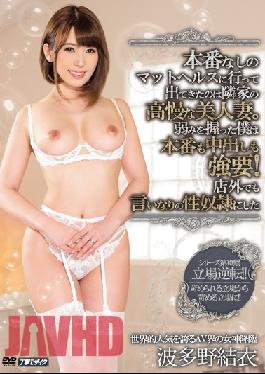 本番なしの
マットヘルスに行って
出てきたのは隣家の
高慢な美人妻。
弱みを握った僕は
本番も中出しも
強要!
店外でも
言いなりの性奴隷にした
立場逆転!!
世界的人気を誇るAV界の女神降臨
波多野結衣
JAVHD
DVD